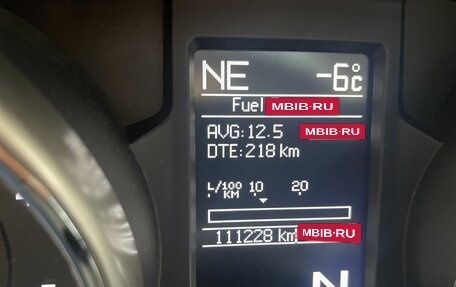 NE -6°C
Fuel MBIB-RU
AVG:12.5 MBIB-RU
DTE:218 km
L/100 KM 10 20
111228 km MBIB-RU
N